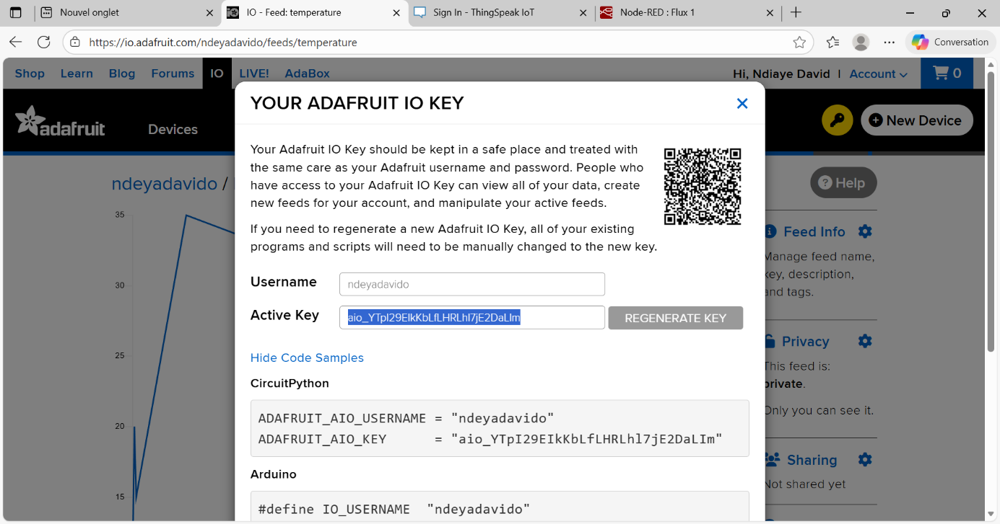 Nouvel onglet
IO - Feed: temperature
Sign In - ThingSpeak IoT
Node-RED : Flux 1
https://io.adafruit.com/ndeyadavido/feeds/temperature
Conversation
Shop Learn Blog Forums IO LIVE! AdaBox
Hi, Ndiaye David | Account
0
adafruit
Devices
New Device
YOUR ADAFRUIT IO KEY
Your Adafruit IO Key should be kept in a safe place and treated with
the same care as your Adafruit username and password. People who
have access to your Adafruit IO Key can view all of your data, create
new feeds for your account, and manipulate your active feeds.
If you need to regenerate a new Adafruit IO Key, all of your existing
programs and scripts will need to be manually changed to the new key.
Username
ndeyadavido
Active Key
aio_YTpI29EIkKbLfLHRLhl7jE2DaLIm
REGENERATE KEY
Hide Code Samples
CircuitPython
ADAFRUIT_AIO_USERNAME = "ndeyadavido"
ADAFRUIT_AIO_KEY = "aio_YTpI29EIkKbLfLHRLhl7jE2DaLIm"
Arduino
#define IO_USERNAME "ndeyadavido"
ndeyadavido /
35
30
25
20
15
Help
Feed Info
Manage feed name,
key, description,
and tags.
Privacy
This feed is:
private.
Only you can see it.
Sharing
Not shared yet